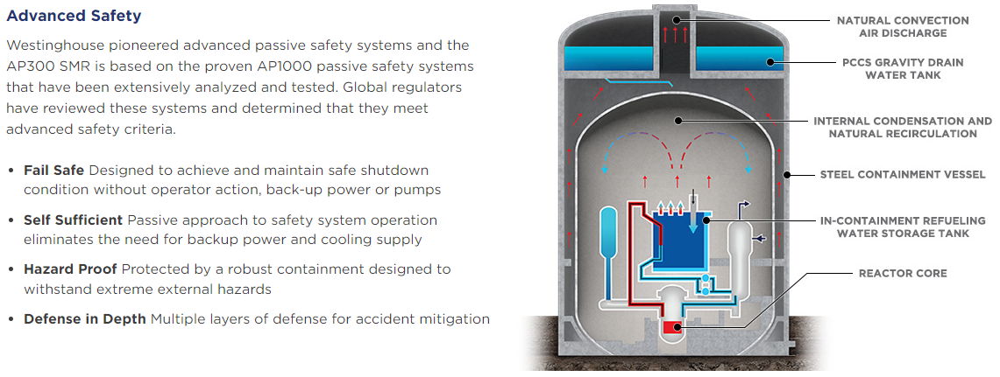 Advanced Safety
Westinghouse pioneered advanced passive safety systems and the
AP300 SMR is based on the proven AP1000 passive safety systems
that have been extensively analyzed and tested. Global regulators
have reviewed these systems and determined that they meet
advanced safety criteria.
• Fail Safe Designed to achieve and maintain safe shutdown
condition without operator action, back-up power or pumps
• Self Sufficient Passive approach to safety system operation
eliminates the need for backup power and cooling supply
• Hazard Proof Protected by a robust containment designed to
withstand extreme external hazards
• Defense in Depth Multiple layers of defense for accident mitigation
NATURAL CONVECTION
AIR DISCHARGE
PCCS GRAVITY DRAIN
WATER TANK
INTERNAL CONDENSATION AND
NATURAL RECIRCULATION
STEEL CONTAINMENT VESSEL
IN-CONTAINMENT REFUELING
WATER STORAGE TANK
REACTOR CORE